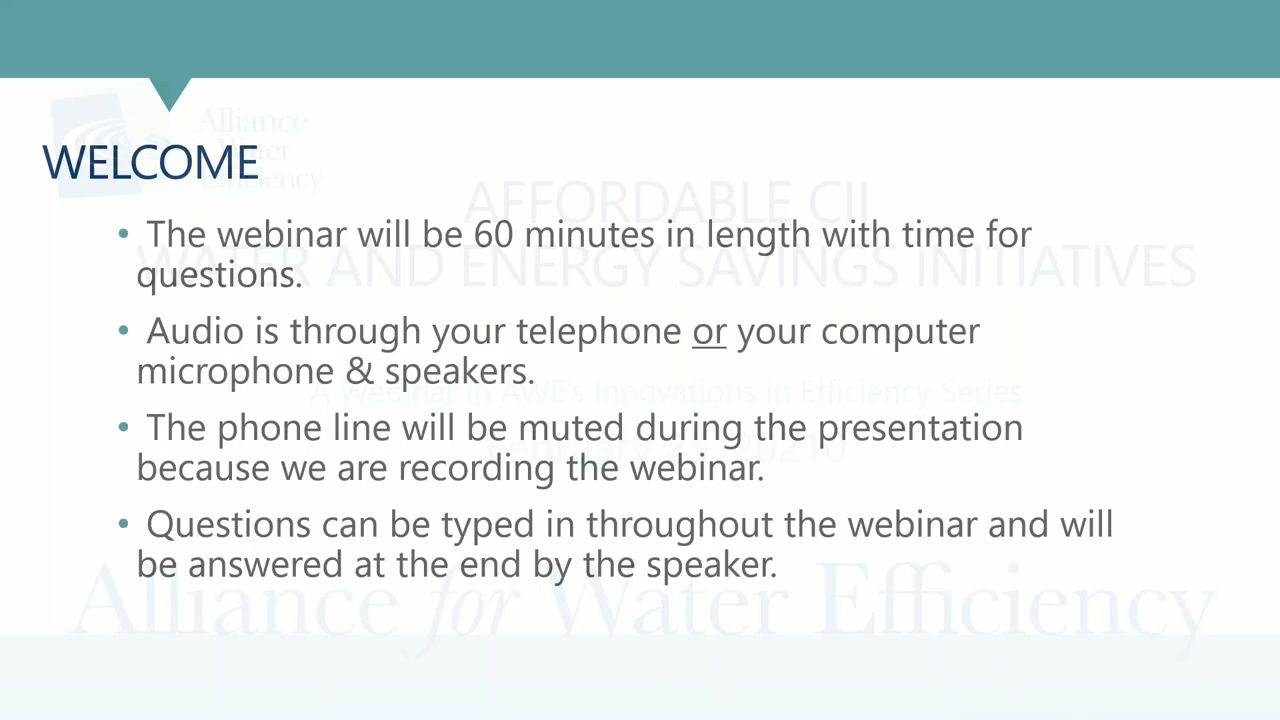 Alliance
Water
Efficiency
WELCOME
AFFORDABLE CII
WATER AND ENERGY SAVINGS INITIATIVES
• The webinar will be 60 minutes in length with time for
questions.
• Audio is through your telephone or your computer
microphone & speakers.
A Webinar in AWE's Innovations in Efficiency Series
• The phone line will be muted during the presentation
because we are recording the webinar.
• Questions can be typed in throughout the webinar and will
be answered at the end by the speaker.
Alliance for Water Efficiency